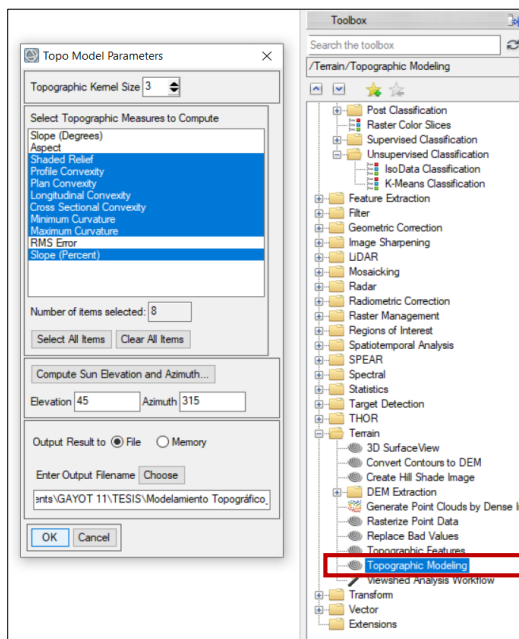 Topo Model Parameters
Topographic Kernel Size 3
Select Topographic Measures to Compute
Slope (Degrees)
Aspect
Shaded Relief
Profile Convexity
Plan Convexity
Longitudinal Convexity
Cross Sectional Convexity
Minimum Curvature
Maximum Curvature
RMS Error
Slope (Percent)
Number of items selected: 8
Select All Items Clear All Items
Compute Sun Elevation and Azimuth...
Elevation 45 Azimuth 315
Output Result to File Memory
Enter Output Filename Choose
ents\GAYOT 11\TESIS\Modelamiento Topográfico_
OK Cancel
Toolbox
Search the toolbox
/Terrain/Topographic Modeling
Post Classification
Raster Color Slices
Supervised Classification
Unsupervised Classification
IsoData Classification
K-Means Classification
Feature Extraction
Filter
Geometric Correction
Image Sharpening
LiDAR
Mosaicking
Radar
Radiometric Correction
Raster Management
Regions of Interest
Spatiotemporal Analysis
SPEAR
Spectral
Statistics
Target Detection
THOR
Terrain
3D SurfaceView
Convert Contours to DEM
Create Hill Shade Image
DEM Extraction
Generate Point Clouds by Dense I
Rasterize Point Data
Replace Bad Values
Topographic Features
Topographic Modeling
Viewshed Analysis Workflow
Transform
Vector
Extensions